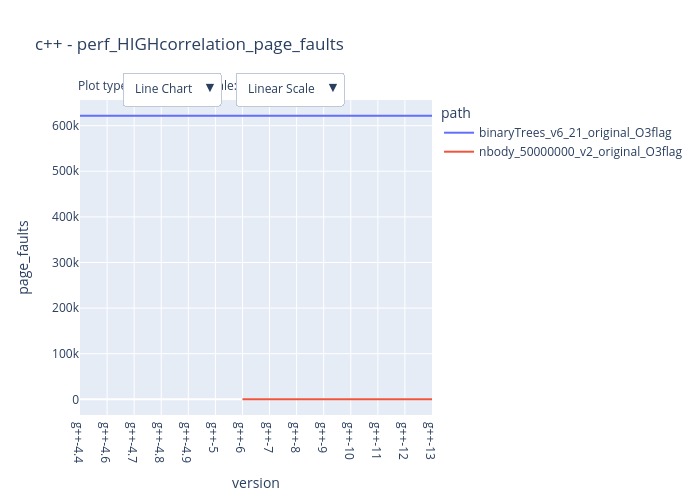 c++ - perf_HIGHcorrelation_page_faults
Plot type
Line Chart ▼
ale:
Linear Scale ▼
path
binaryTrees_v6_21_original_O3flag
nbody_50000000_v2_original_O3flag
600k
500k
400k
300k
200k
100k
0
page_faults
g++-4.4
g++-4.6
g++-4.7
g++-4.8
g++-4.9
g++-5
g++-6
g++-7
g++-8
g++-9
g++-10
g++-11
g++-12
g++-13
version